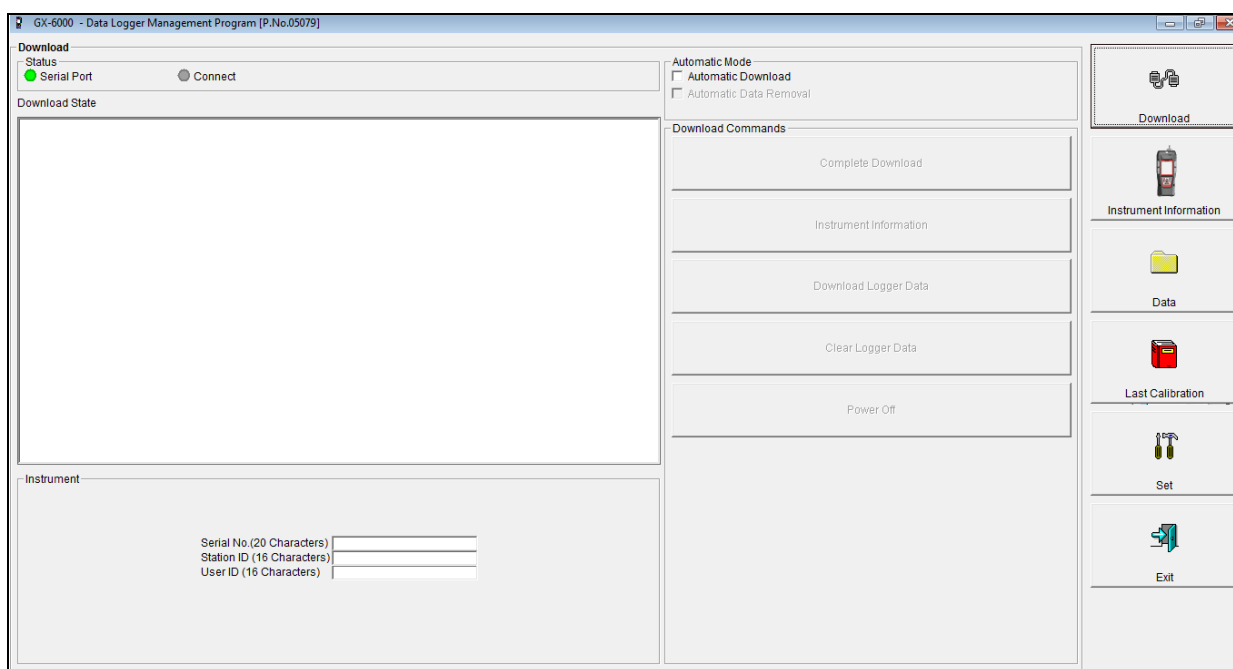 GX-6000 - Data Logger Management Program [P.No.05079]
Download
Status
Serial Port
Connect
Download State
Automatic Mode
Automatic Download
Automatic Data Removal
Download Commands
Complete Download
Instrument Information
Download Logger Data
Clear Logger Data
Power Off
Instrument
Serial No.(20 Characters)
Station ID (16 Characters)
User ID (16 Characters)
Download
Instrument Information
Data
Last Calibration
Set
Exit